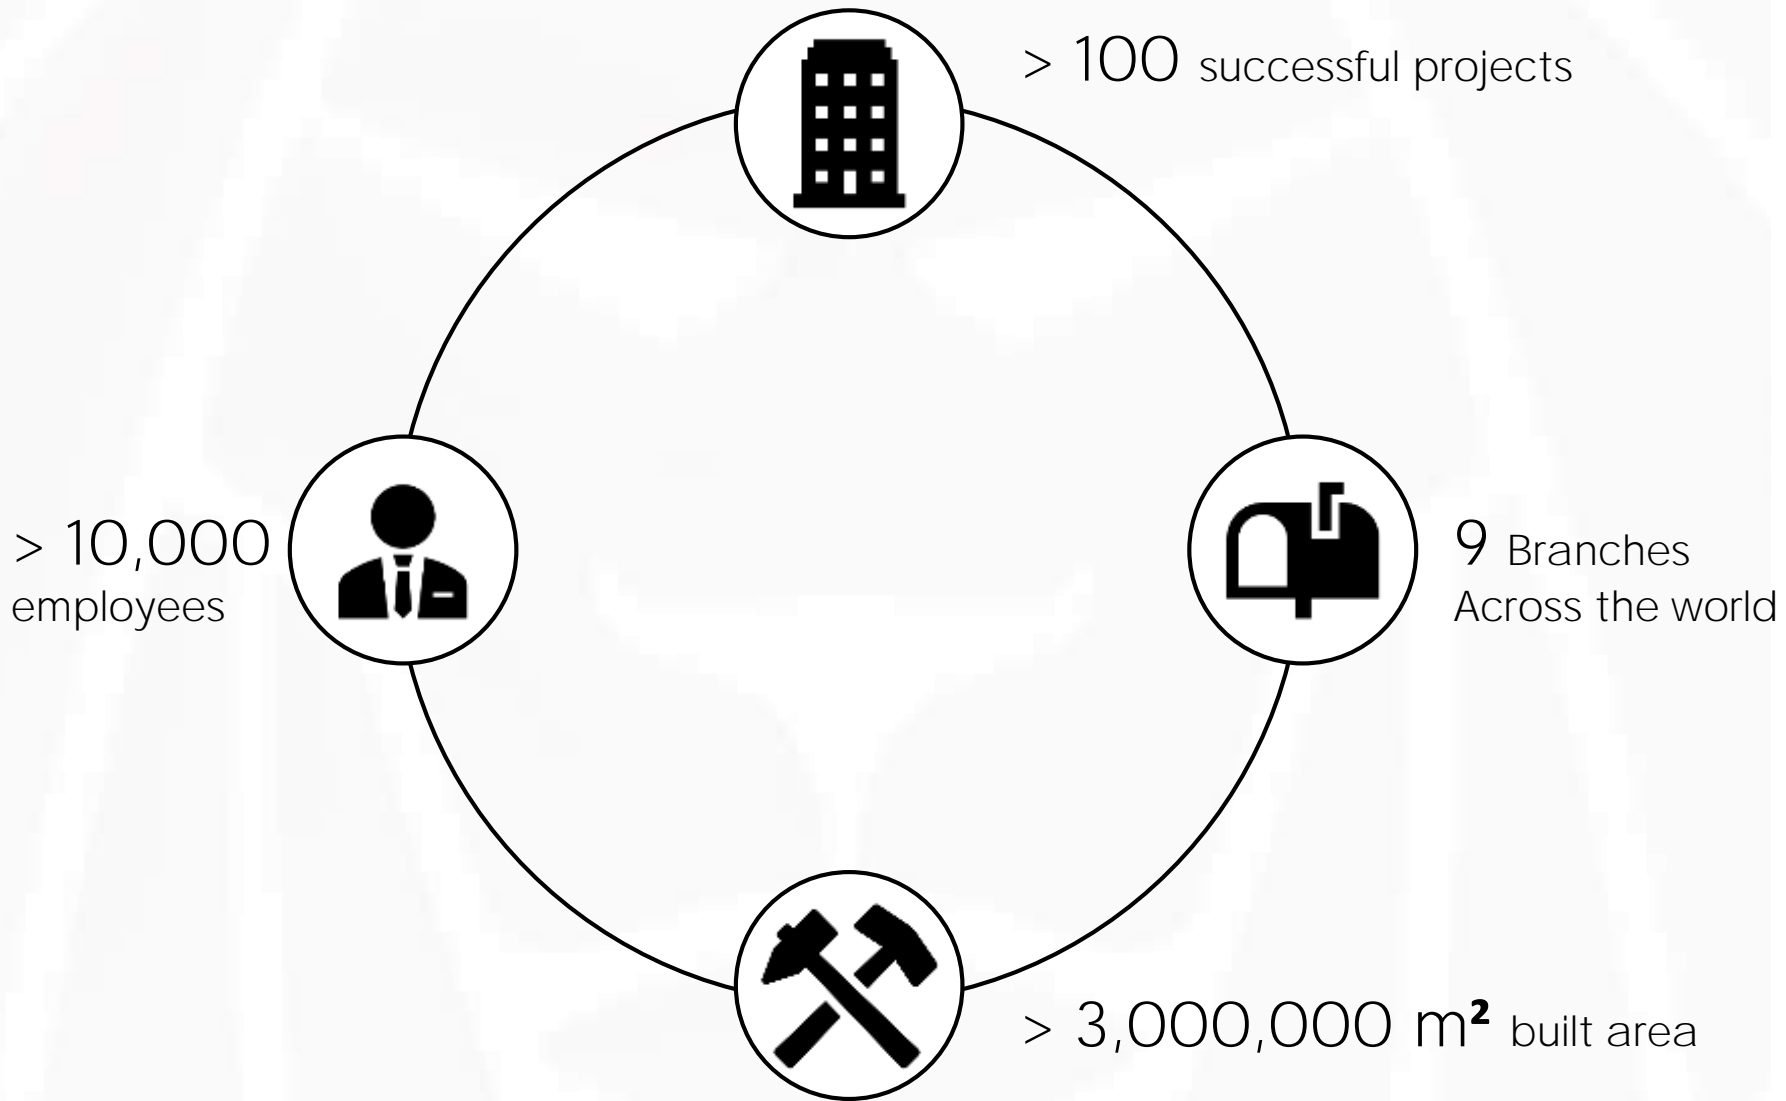 > 100 successful projects
> 10,000
employees
9 Branches
Across the world
> 3,000,000 m² built area